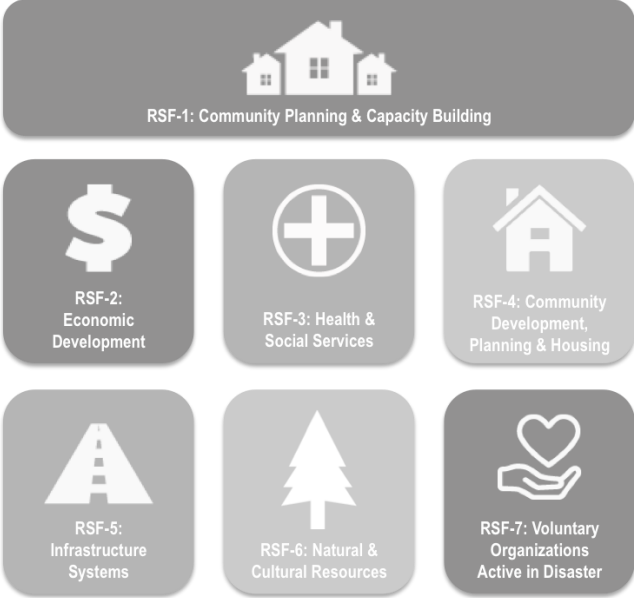 RSF-1: Community Planning & Capacity Building
RSF-2:
Economic
Development
RSF-3: Health &
Social Services
RSF-4: Community
Development,
Planning & Housing
RSF-5:
Infrastructure
Systems
RSF-6: Natural &
Cultural Resources
RSF-7: Voluntary
Organizations
Active in Disaster